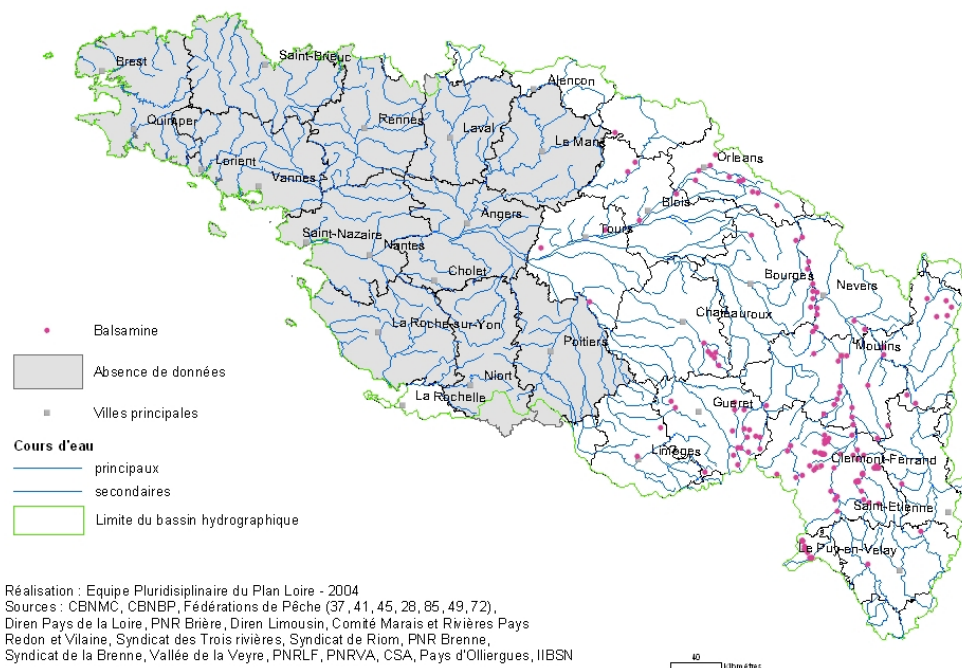 Saint-Brieuc
Brest
Alencon
Quimper
Rennes
Laval
Le Mans
Orleans
Lorient
Vannes
Blois
Angers
Tours
Saint-Nazaire
Nantes
Bourges
Cholet
Nevers
Chateauroux
La Roche-sur-Yon
Poitiers
Moulins
Niort
La Rochelle
Gueret
Limoges
Clermont-Ferrand
Saint-Etienne
Le Puy-en-Velay
Balsamine
Absence de données
Villes principales
Cours d'eau
principaux
secondaires
Limite du bassin hydrographique
Réalisation : Equipe Pluridisiplinaire du Plan Loire - 2004
Sources : CBNMC, CBNBP, Fédérations de Pêche (37, 41, 45, 28, 85, 49, 72),
Diren Pays de la Loire, PNR Brière, Diren Limousin, Comité Marais et Rivières Pays
Redon et Vilaine, Syndicat des Trois rivières, Syndicat de Riom, PNR Brenne,
Syndicat de la Brenne, Vallée de la Veyre, PNRLF, PNRVA, CSA, Pays d'Olliergues, IIBSN
40
kilomètres